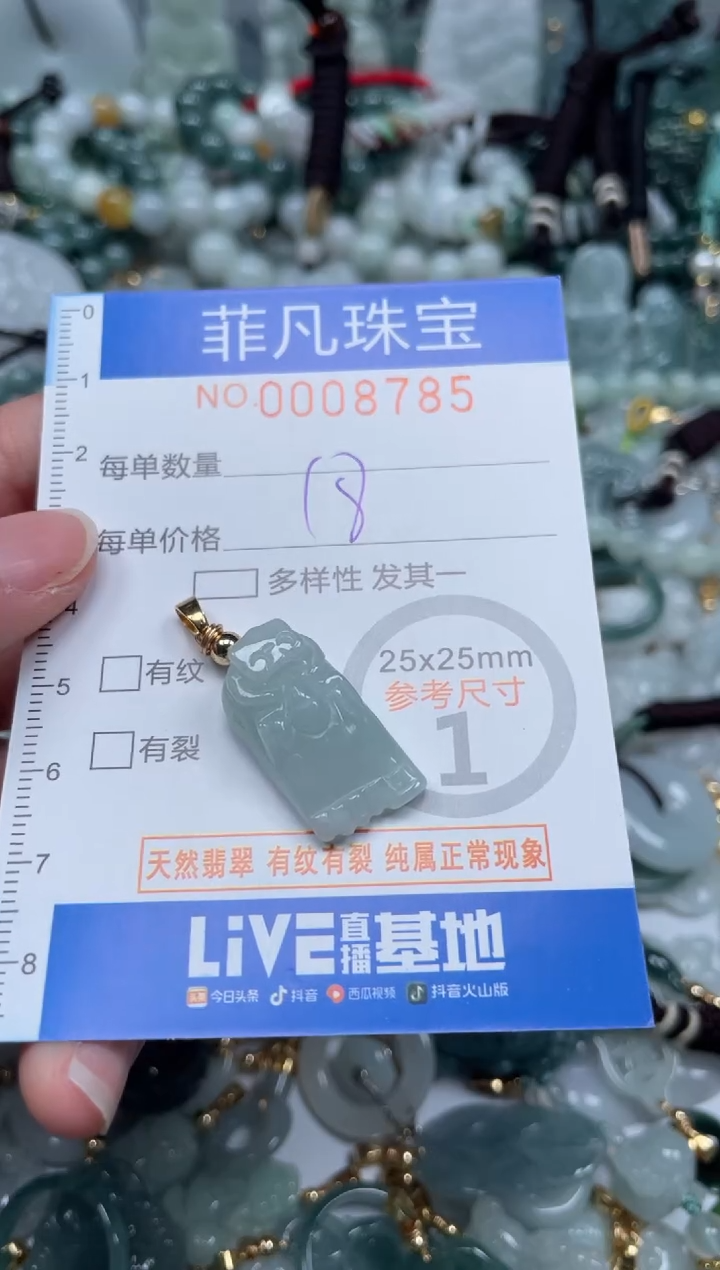 菲凡珠宝
NO.0008785
0
1
2
每单数量
18
每单价格
4
多样性 发其一
25x25mm
有纹
参考尺寸
5
1
有裂
6
天然翡翠 有纹有裂 纯属正常现象
7
LiVE直播基地
8
今日头条 抖音 西瓜视频 抖音火山版